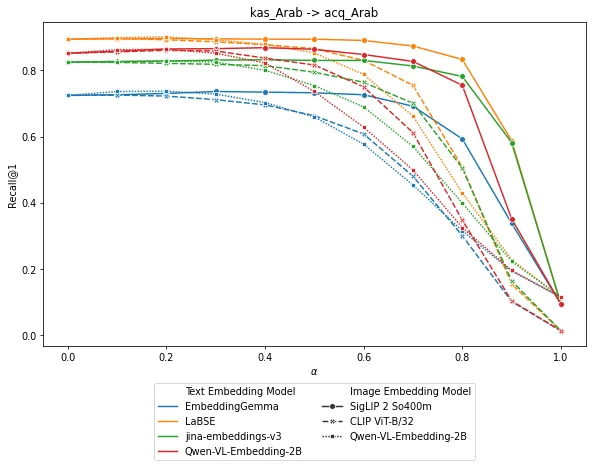 kas_Arab -> acq_Arab
Recall@1
0.8
0.6
0.4
0.2
0.0
0.0 0.2 0.4 0.6 0.8 1.0
α
Text Embedding Model Image Embedding Model
EmbeddingGemma SigLIP 2 So400m
LaBSE CLIP ViT-B/32
jina-embeddings-v3 Qwen-VL-Embedding-2B
Qwen-VL-Embedding-2B